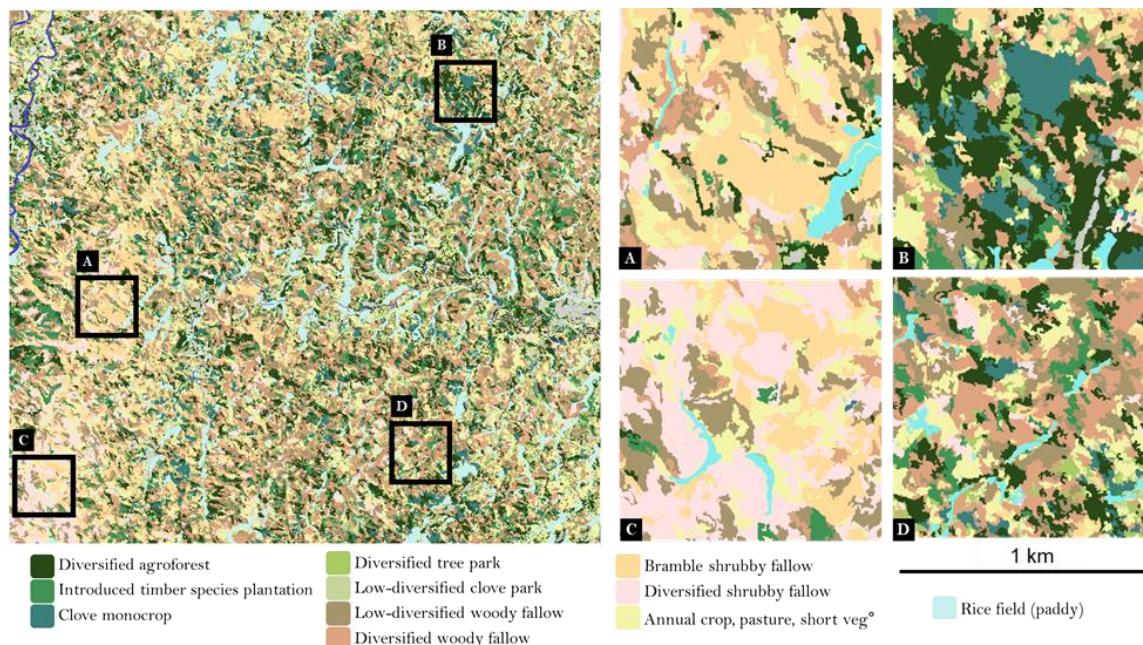 B
A
D
C
A
B
C
D
1 km
Diversified agroforest
Introduced timber species plantation
Clove monocrop
Diversified tree park
Low-diversified clove park
Low-diversified woody fallow
Diversified woody fallow
Bramble shrubby fallow
Diversified shrubby fallow
Annual crop, pasture, short veg°
Rice field (paddy)